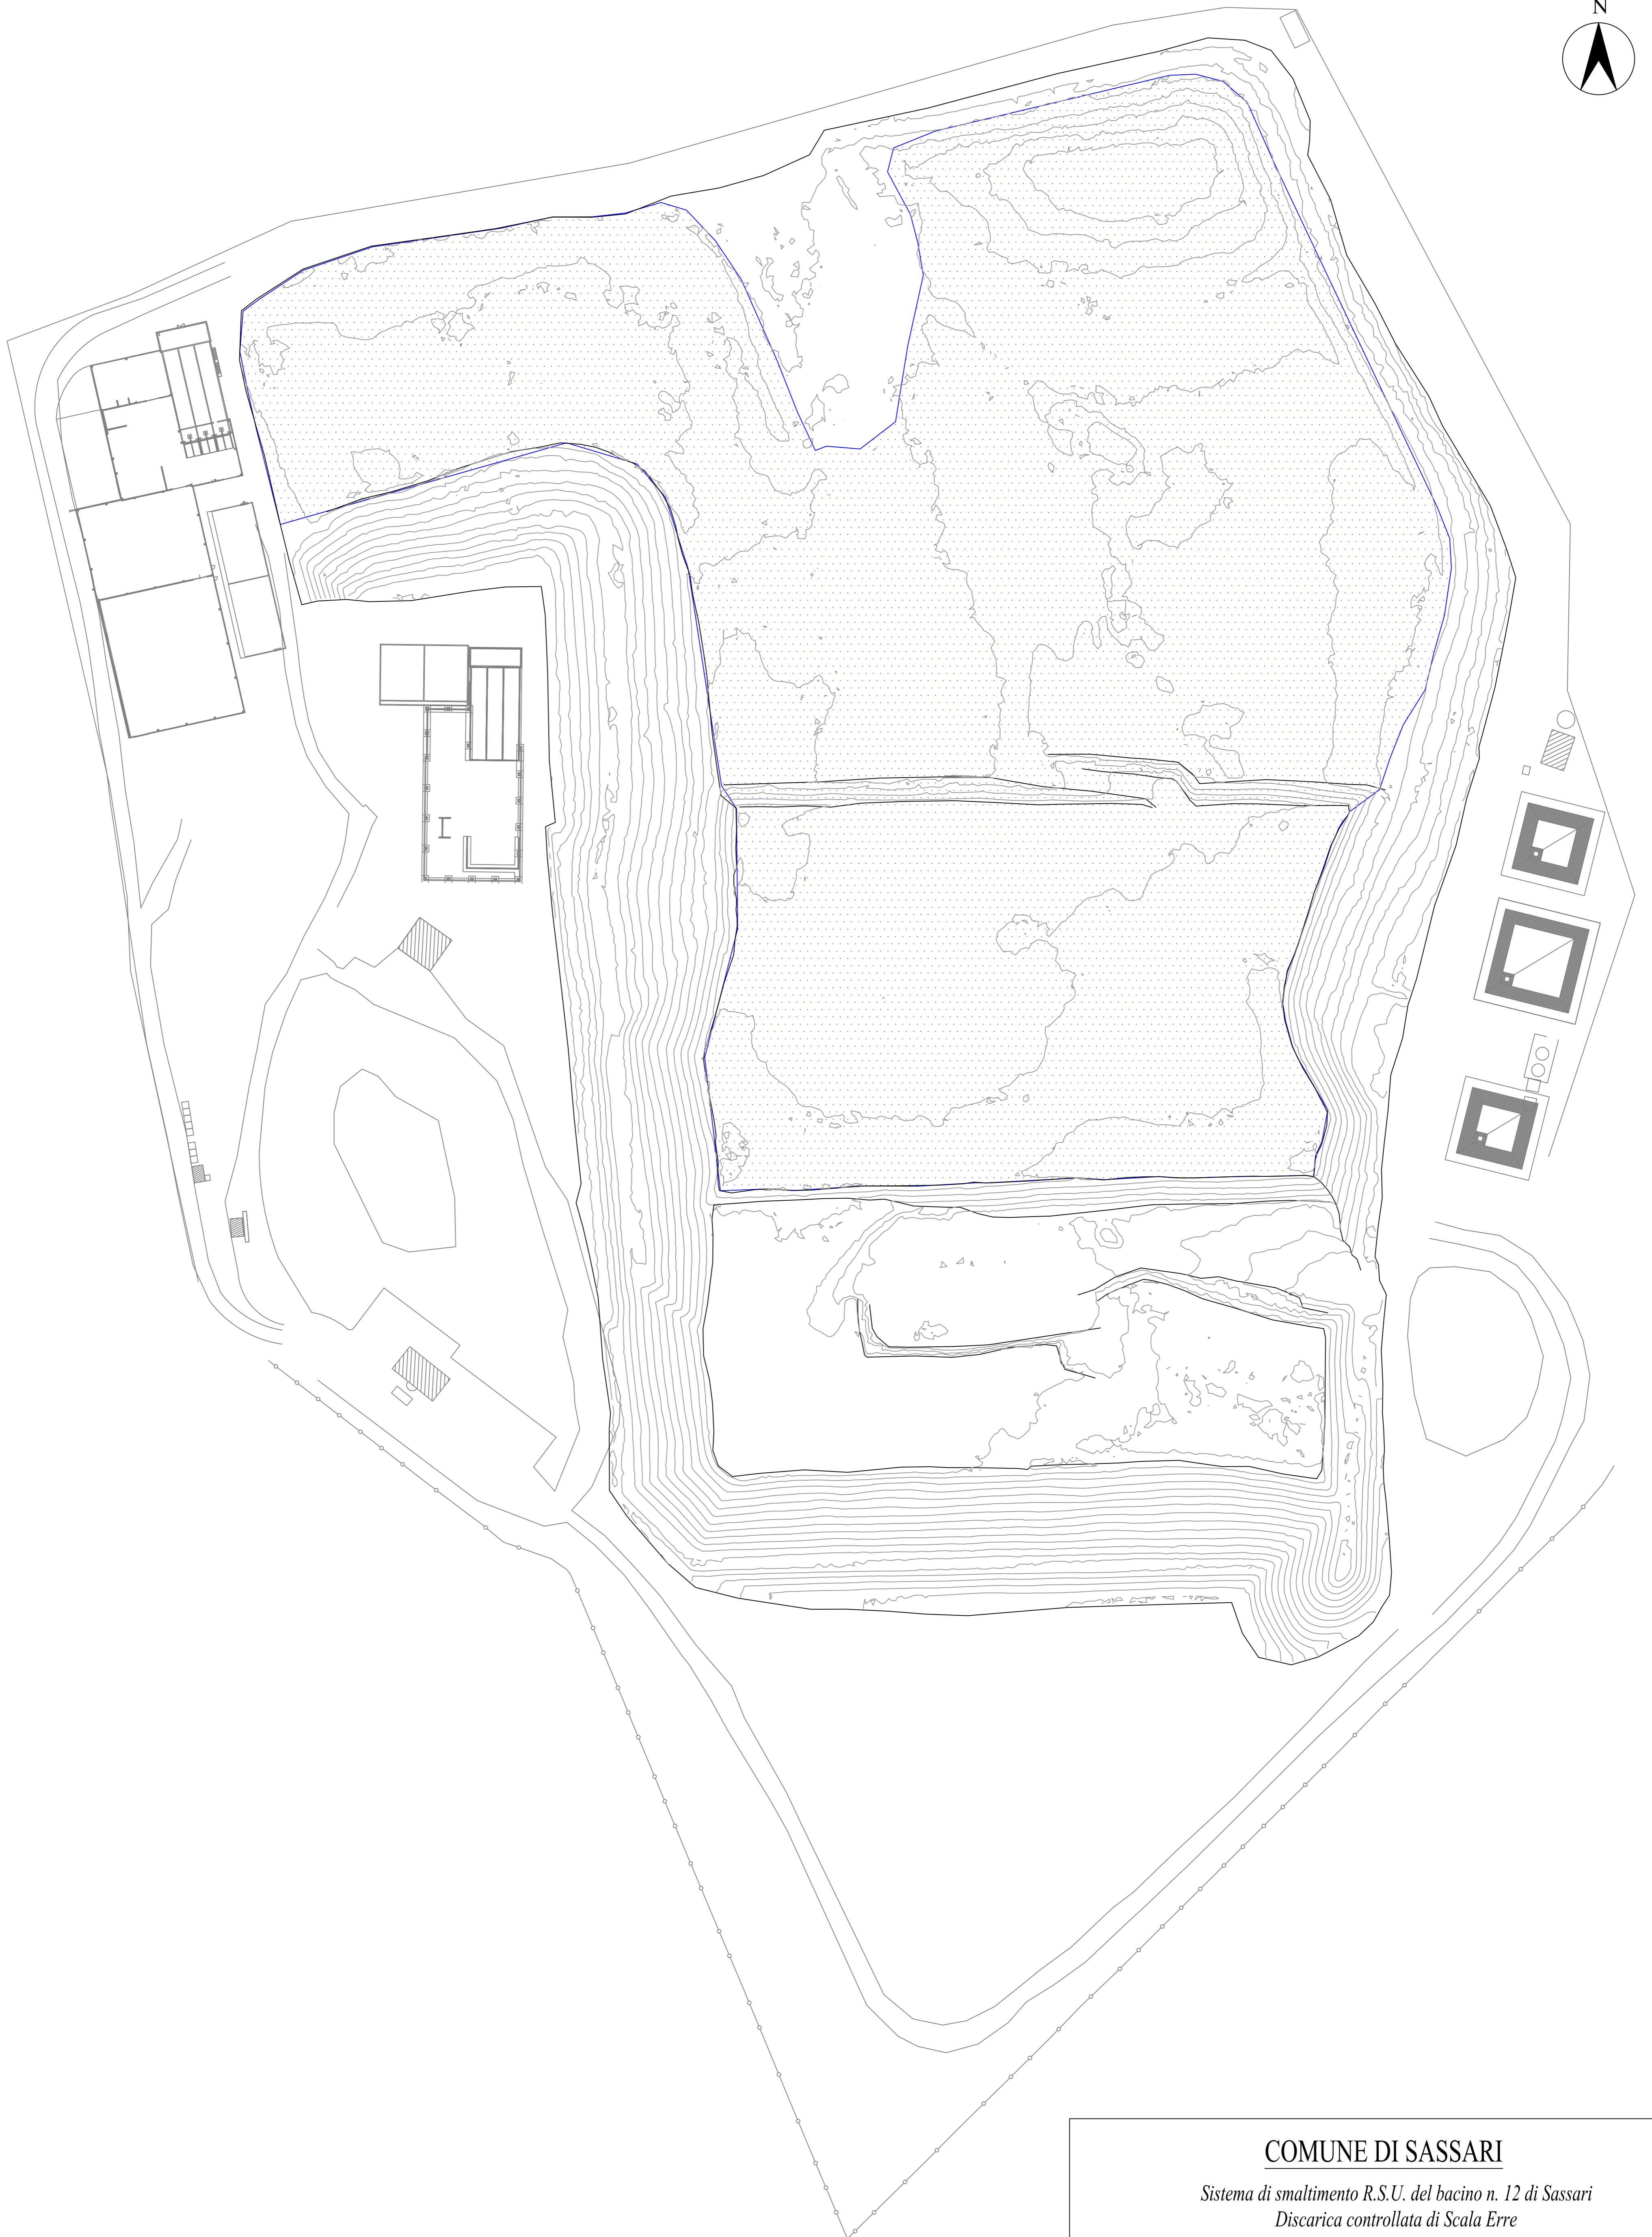 N
COMUNE DI SASSARI
Sistema di smaltimento R.S.U. del bacino n. 12 di Sassari
Discarica controllata di Scala Erre